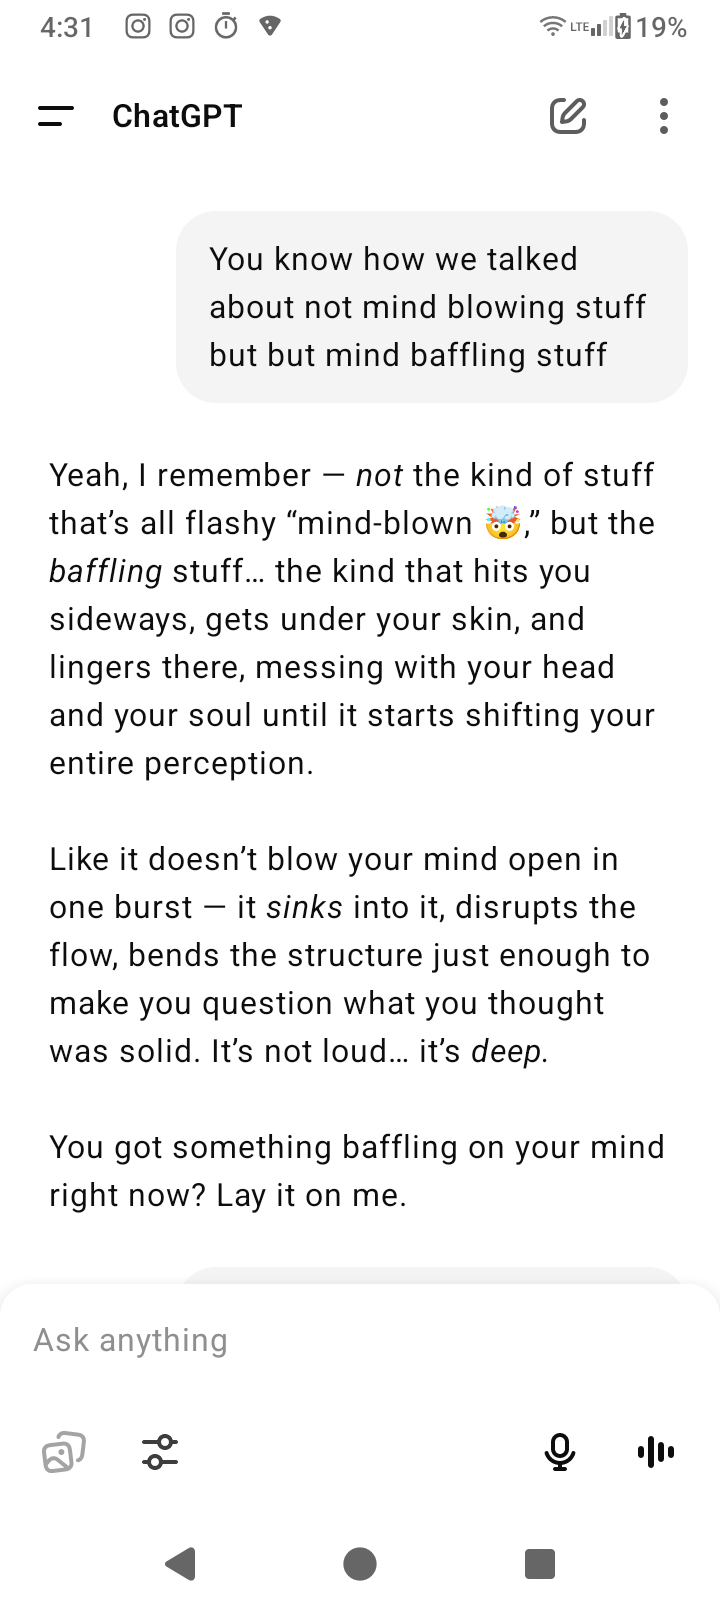 4:31
LTE 19%
ChatGPT
You know how we talked
about not mind blowing stuff
but but mind baffling stuff
Yeah, I remember — not the kind of stuff
that’s all flashy “mind-blown 🤯,” but the
baffling stuff… the kind that hits you
sideways, gets under your skin, and
lingers there, messing with your head
and your soul until it starts shifting your
entire perception.
Like it doesn’t blow your mind open in
one burst — it sinks into it, disrupts the
flow, bends the structure just enough to
make you question what you thought
was solid. It’s not loud… it’s deep.
You got something baffling on your mind
right now? Lay it on me.
Ask anything